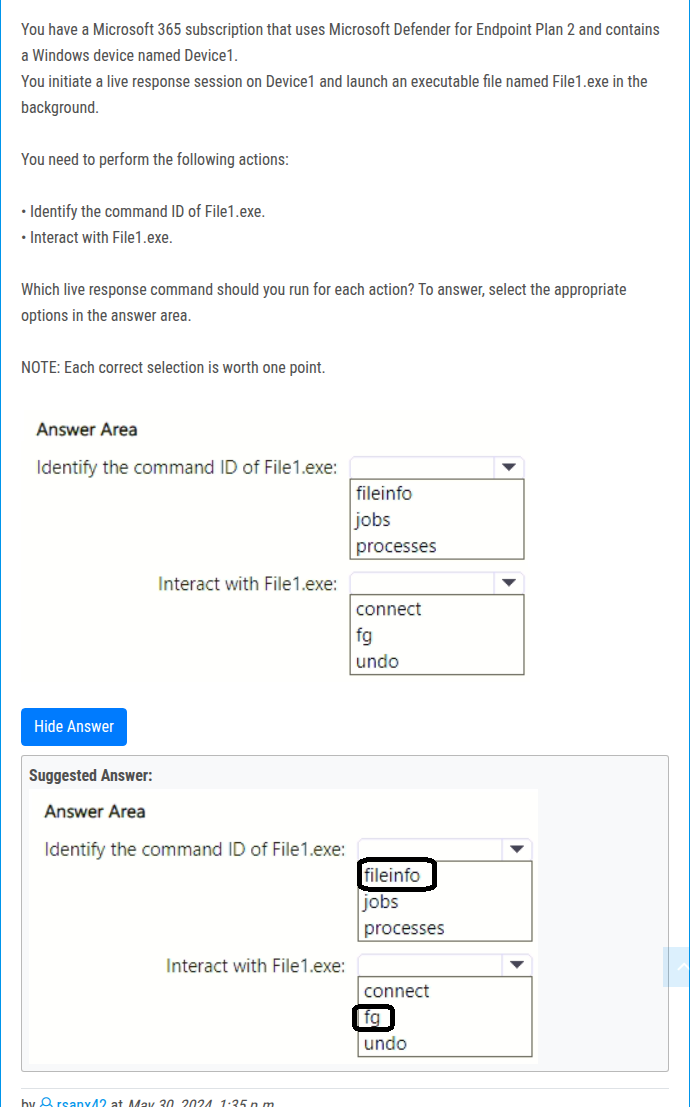 You have a Microsoft 365 subscription that uses Microsoft Defender for Endpoint Plan 2 and contains
a Windows device named Device1.
You initiate a live response session on Device1 and launch an executable file named File1.exe in the
background.
You need to perform the following actions:
• Identify the command ID of File1.exe.
• Interact with File1.exe.
Which live response command should you run for each action? To answer, select the appropriate
options in the answer area.
NOTE: Each correct selection is worth one point.
Answer Area
Identify the command ID of File1.exe:
fileinfo
jobs
processes
Interact with File1.exe:
connect
fg
undo
Hide Answer
Suggested Answer:
Answer Area
Identify the command ID of File1.exe:
fileinfo
jobs
processes
Interact with File1.exe:
connect
fg
undo
by rsanx42 at May 30, 2024, 1:35 p.m.